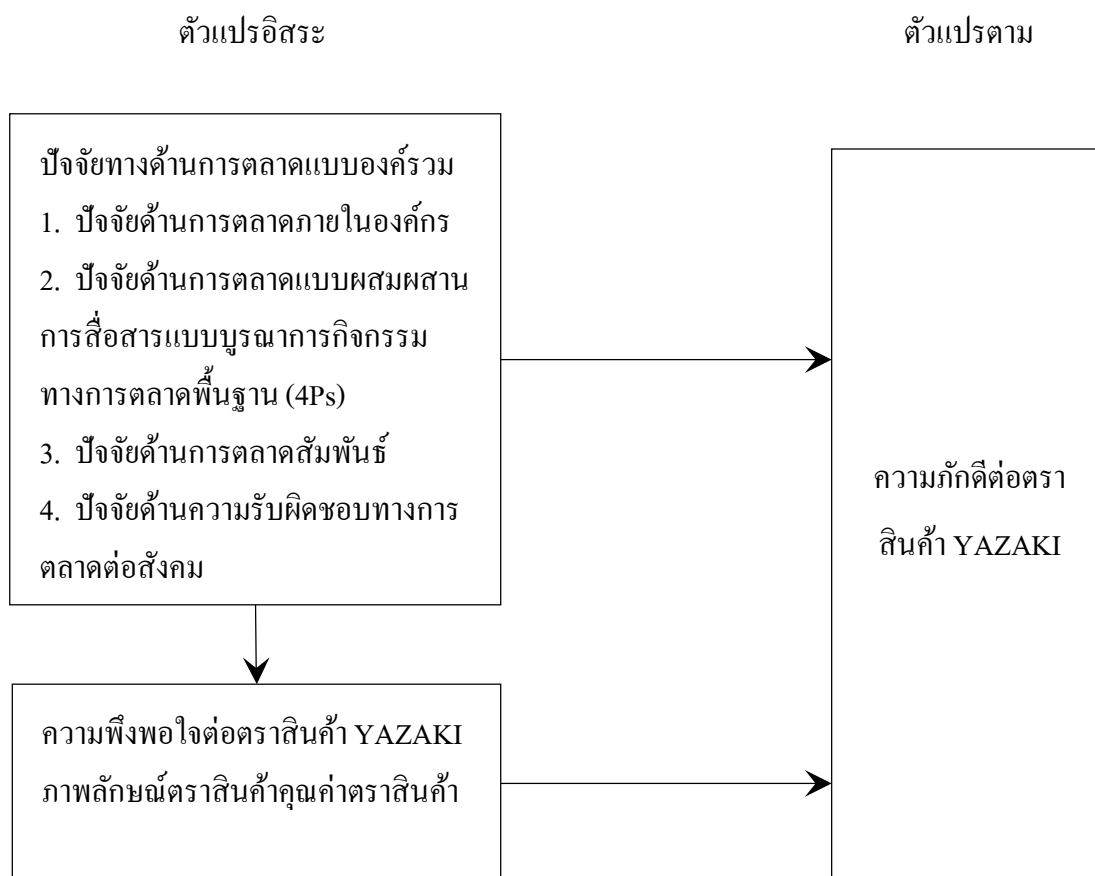 ตัวแปรอิสระ
ตัวแปรตาม
ปัจจัยทางด้านการตลาดแบบองค์รวม
1. ปัจจัยด้านการตลาดภายในองค์กร
2. ปัจจัยด้านการตลาดแบบผสมผสาน
การสื่อสารแบบบูรณาการกิจกรรม
ทางการตลาดพื้นฐาน (4Ps)
3. ปัจจัยด้านการตลาดสัมพันธ์
4. ปัจจัยด้านความรับผิดชอบทางการ
ตลาดต่อสังคม
ความพึงพอใจต่อตราสินค้า YAZAKI
ภาพลักษณ์ตราสินค้าคุณค่าตราสินค้า
ความภักดีต่อตรา
สินค้า YAZAKI